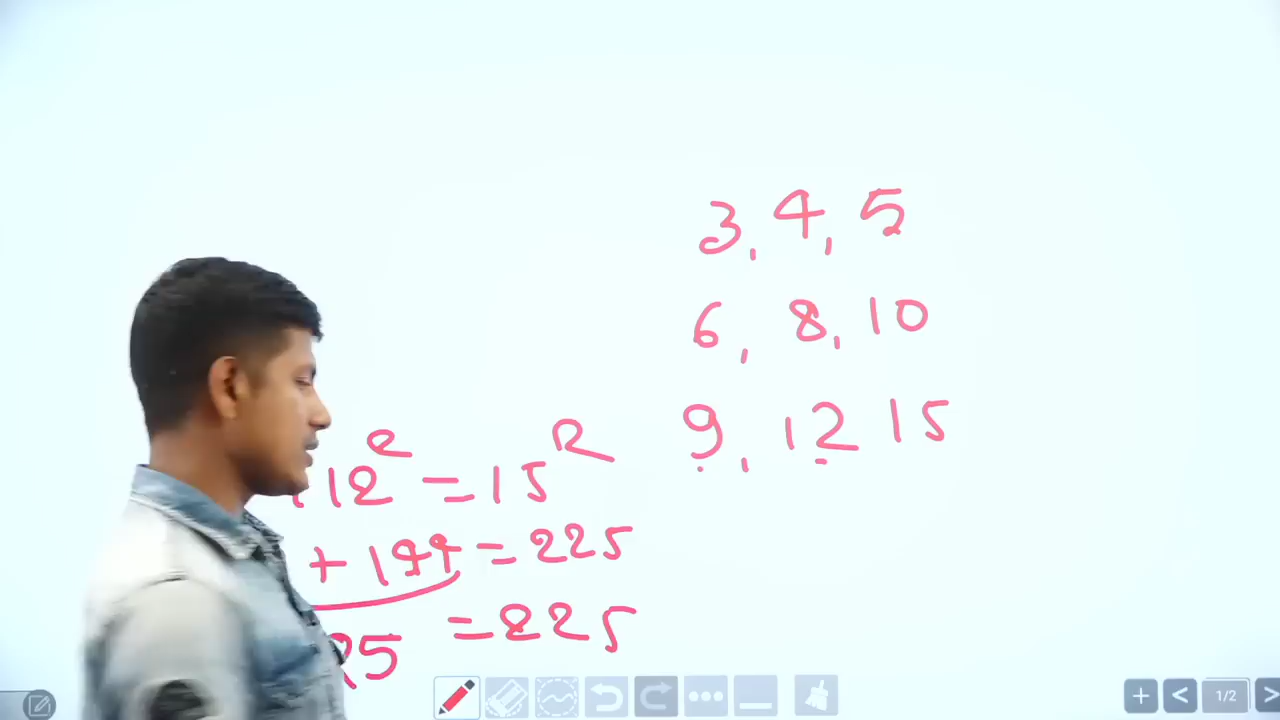 3, 4, 5
6, 8, 10
9, 12 15
12² = 15²
+ 144 = 225
25 = 225
1/2